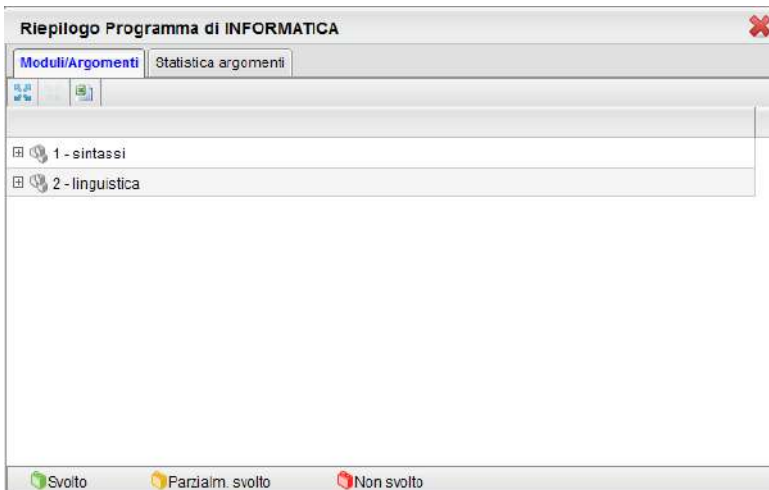 Riepilogo Programma di INFORMATICA
Moduli/Argomenti Statistica argomenti
1 - sintassi
2 - linguistica
Svolto Parzialm. svolto Non svolto